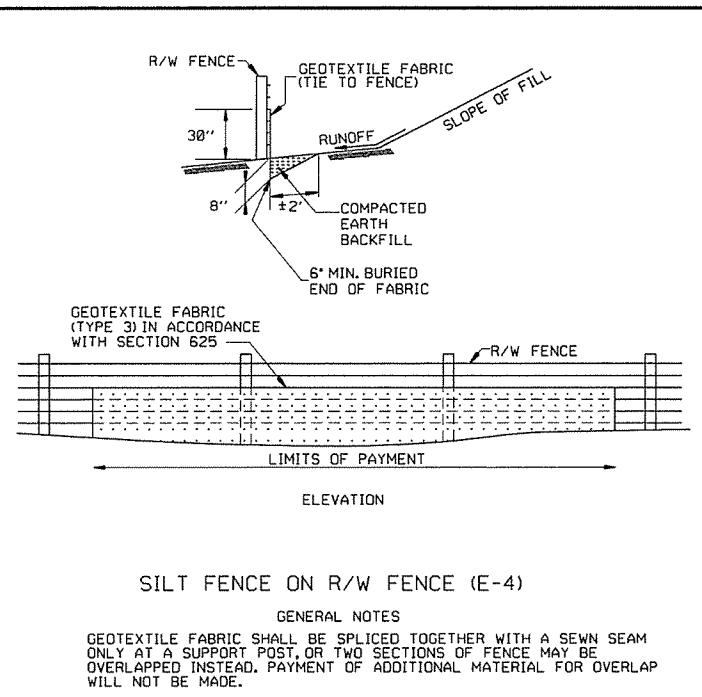 R/W FENCE
GEOTEXTILE FABRIC
(TIE TO FENCE)
30"
RUNOFF
SLOPE OF FILL
8"
±2'
COMPACTED
EARTH
BACKFILL
6" MIN. BURIED
END OF FABRIC
GEOTEXTILE FABRIC
(TYPE 3) IN ACCORDANCE
WITH SECTION 625
R/W FENCE
LIMITS OF PAYMENT
ELEVATION
SILT FENCE ON R/W FENCE (E-4)
GENERAL NOTES
GEOTEXTILE FABRIC SHALL BE SPLICED TOGETHER WITH A SEWN SEAM
ONLY AT A SUPPORT POST, OR TWO SECTIONS OF FENCE MAY BE
OVERLAPPED INSTEAD. PAYMENT OF ADDITIONAL MATERIAL FOR OVERLAP
WILL NOT BE MADE.